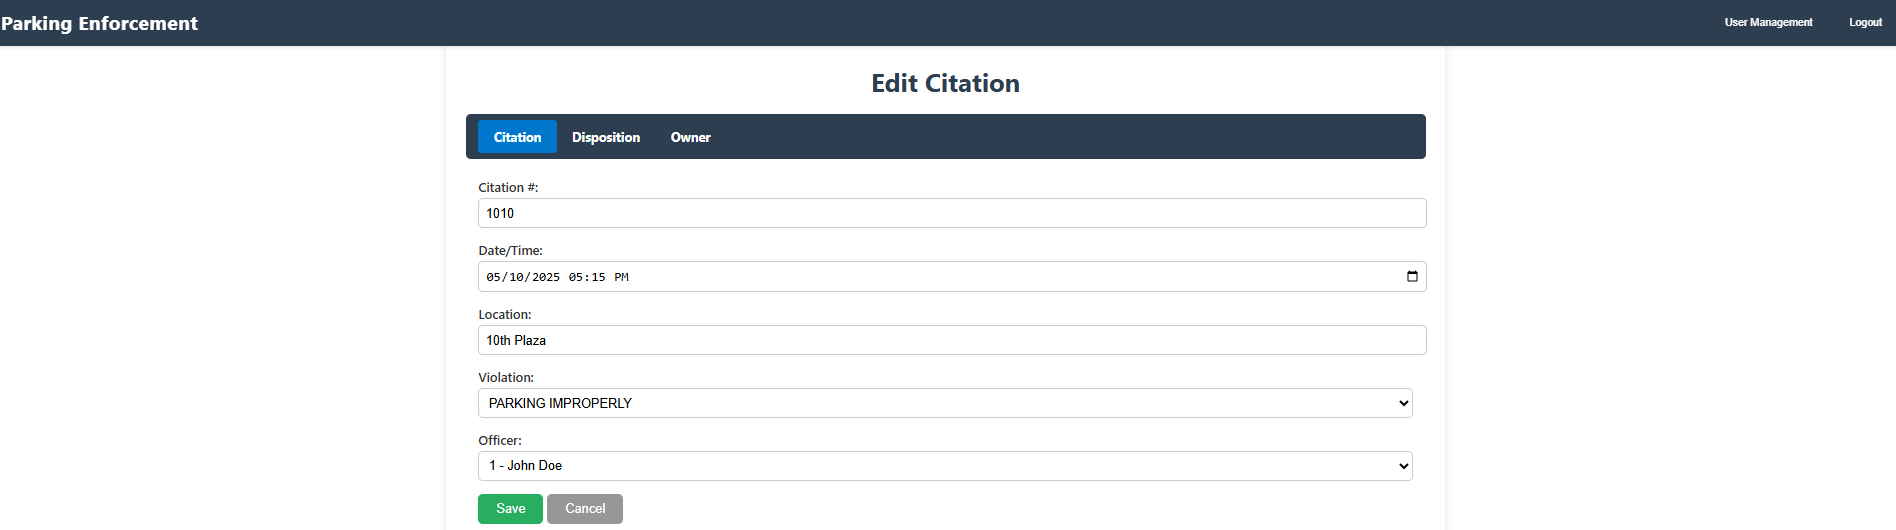 Parking Enforcement User Management Logout
Edit Citation
Citation Disposition Owner
Citation #:
1010
Date/Time:
05/10/2025 05:15 PM
Location:
10th Plaza
Violation:
PARKING IMPROPERLY
Officer:
1 - John Doe
Save Cancel